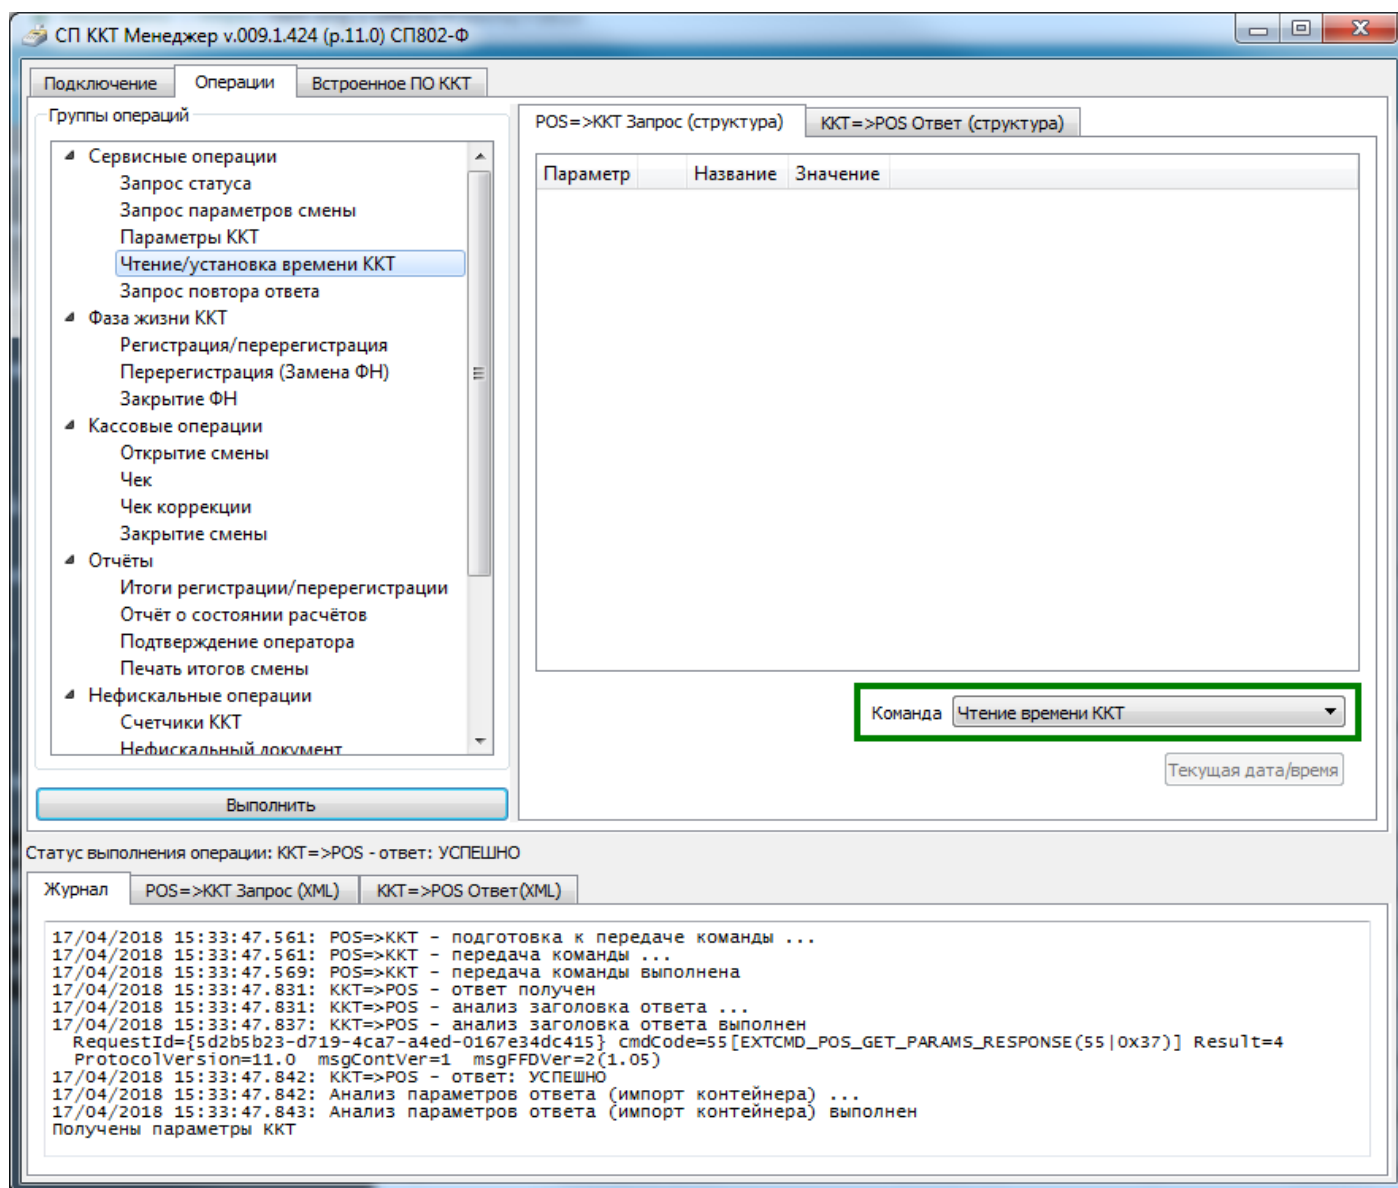 СП ККТ Менеджер v.009.1.424 (p.11.0) СП802-Ф
Подключение Операции Встроенное ПО ККТ
Группы операций
Сервисные операции
Запрос статуса
Запрос параметров смены
Параметры ККТ
Чтение/установка времени ККТ
Запрос повтора ответа
Фаза жизни ККТ
Регистрация/перерегистрация
Перерегистрация (Замена ФН)
Закрытие ФН
Кассовые операции
Открытие смены
Чек
Чек коррекции
Закрытие смены
Отчёты
Итоги регистрации/перерегистрации
Отчёт о состоянии расчётов
Подтверждение оператора
Печать итогов смены
Нефискальные операции
Счетчики ККТ
Нефискальный документ
Выполнить
POS=>ККТ Запрос (структура) ККТ=>POS Ответ (структура)
Параметр Название Значение
Команда Чтение времени ККТ
Текущая дата/время
Статус выполнения операции: ККТ=>POS - ответ: УСПЕШНО
Журнал POS=>ККТ Запрос (XML) ККТ=>POS Ответ(XML)
17/04/2018 15:33:47.561: POS=>ККТ - подготовка к передаче команды ...
17/04/2018 15:33:47.561: POS=>ККТ - передача команды ...
17/04/2018 15:33:47.569: POS=>ККТ - передача команды выполнена
17/04/2018 15:33:47.831: ККТ=>POS - ответ получен
17/04/2018 15:33:47.831: ККТ=>POS - анализ заголовка ответа ...
17/04/2018 15:33:47.837: ККТ=>POS - анализ заголовка ответа выполнен
RequestId={5d2b5b23-d719-4ca7-a4ed-0167e34dc415} cmdCode=55[EXTCMD_POS_GET_PARAMS_RESPONSE(55|0x37)] Result=4
ProtocolVersion=11.0 msgContVer=1 msgFFDVer=2(1.05)
17/04/2018 15:33:47.842: ККТ=>POS - ответ: УСПЕШНО
17/04/2018 15:33:47.842: Анализ параметров ответа (импорт контейнера) ...
17/04/2018 15:33:47.843: Анализ параметров ответа (импорт контейнера) выполнен
Получены параметры ККТ